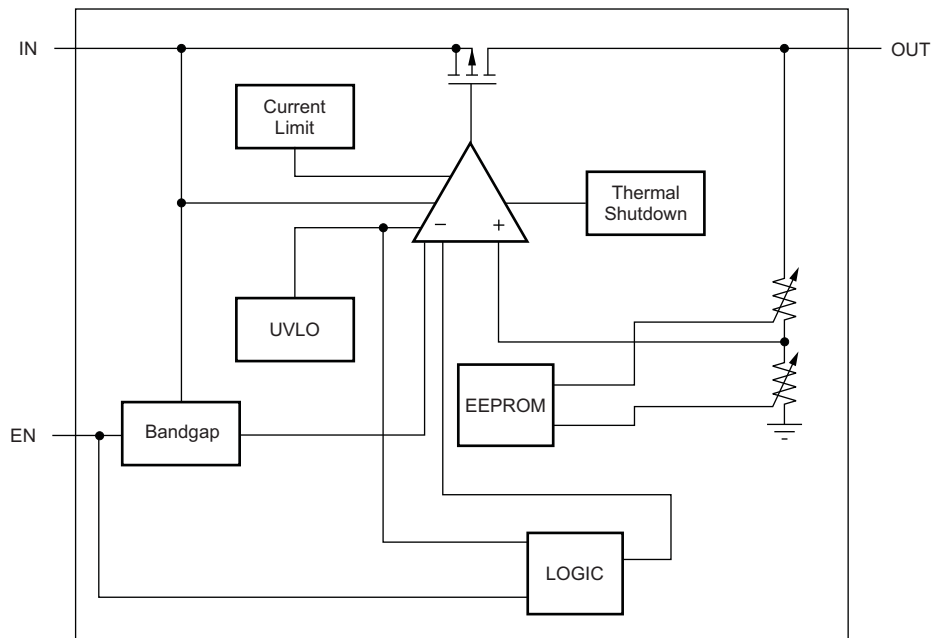 IN
OUT
Current
Limit
Thermal
Shutdown
− +
UVLO
EEPROM
EN
Bandgap
LOGIC